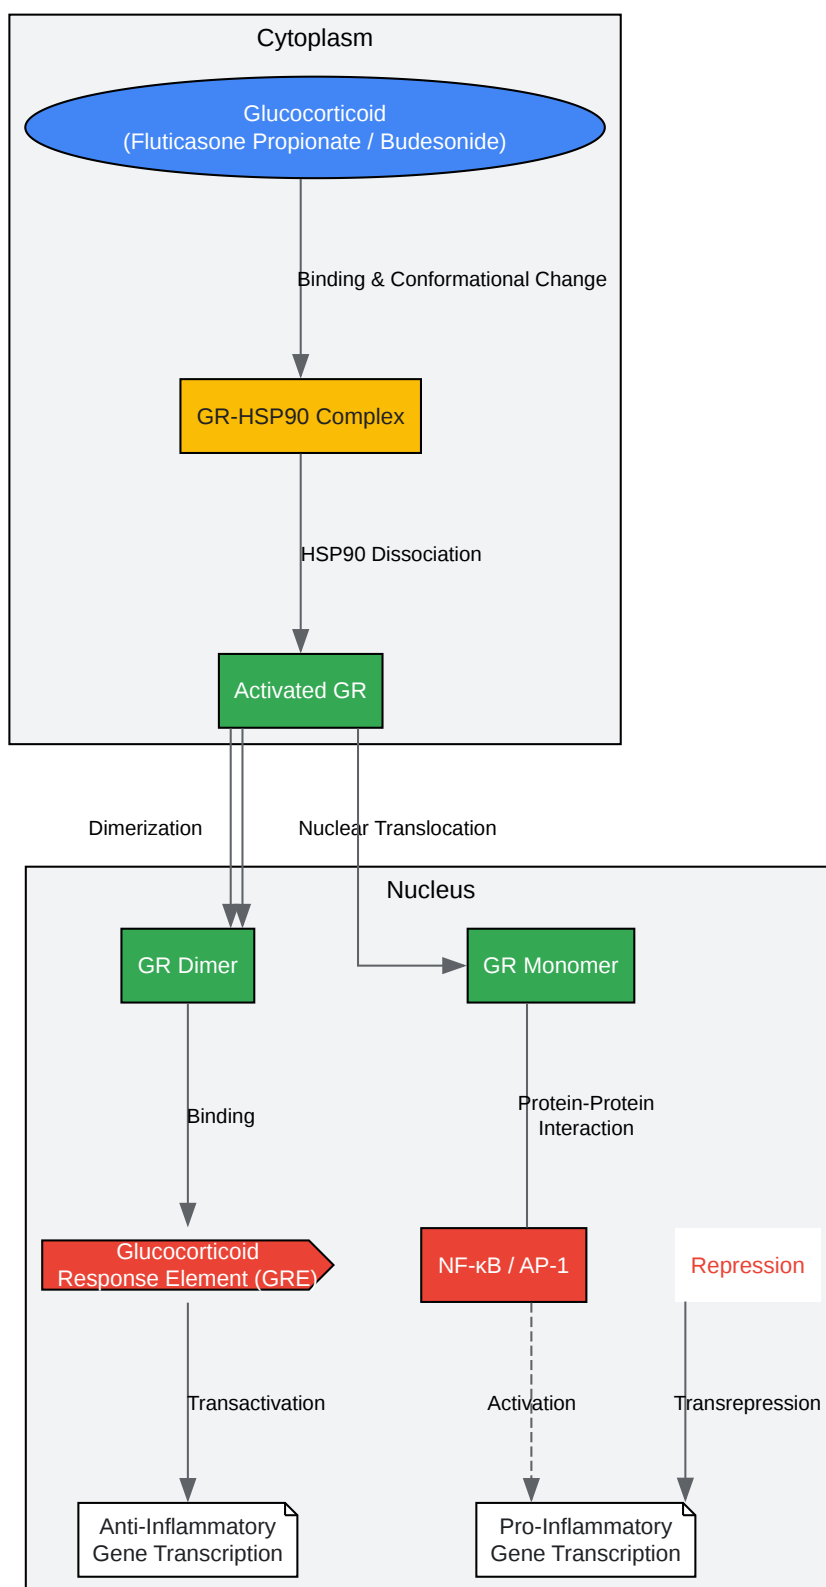 Cytoplasm
Glucocorticoid
(Fluticasone Propionate / Budesonide)
Binding & Conformational Change
GR-HSP90 Complex
HSP90 Dissociation
Activated GR
Dimerization
Nuclear Translocation
Nucleus
GR Dimer
GR Monomer
Binding
Protein-Protein
Interaction
Glucocorticoid
Response Element (GRE)
NF-κB / AP-1
Repression
Transactivation
Activation
Transrepression
Anti-Inflammatory
Gene Transcription
Pro-Inflammatory
Gene Transcription